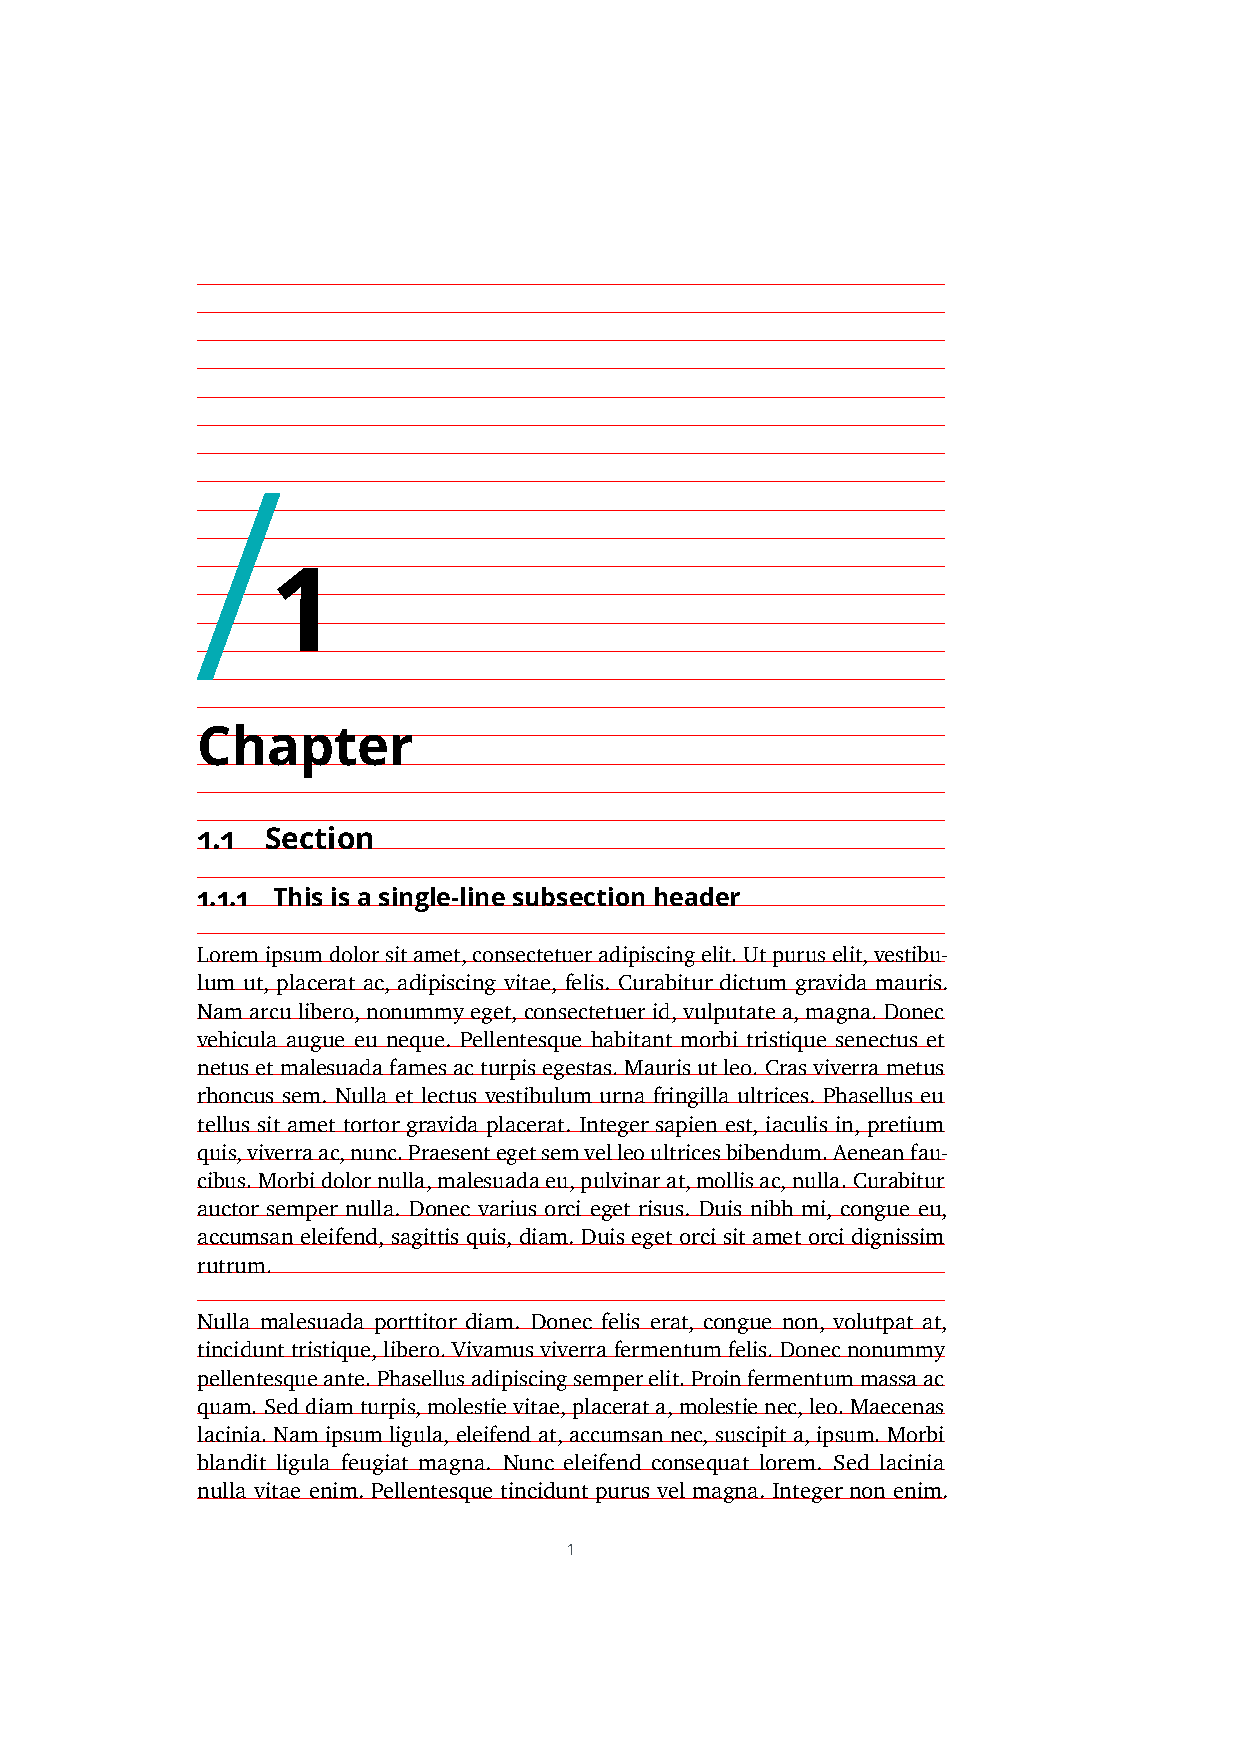 /1
Chapter
1.1 Section
1.1.1 This is a single-line subsection header
Lorem ipsum dolor sit amet, consectetuer adipiscing elit. Ut purus elit, vestibu-
lum ut, placerat ac, adipiscing vitae, felis. Curabitur dictum gravida mauris.
Nam arcu libero, nonummy eget, consectetuer id, vulputate a, magna. Donec
vehicula augue eu neque. Pellentesque habitant morbi tristique senectus et
netus et malesuada fames ac turpis egestas. Mauris ut leo. Cras viverra metus
rhoncus sem. Nulla et lectus vestibulum urna fringilla ultrices. Phasellus eu
tellus sit amet tortor gravida placerat. Integer sapien est, iaculis in, pretium
quis, viverra ac, nunc. Praesent eget sem vel leo ultrices bibendum. Aenean fau-
cibus. Morbi dolor nulla, malesuada eu, pulvinar at, mollis ac, nulla. Curabitur
auctor semper nulla. Donec varius orci eget risus. Duis nibh mi, congue eu,
accumsan eleifend, sagittis quis, diam. Duis eget orci sit amet orci dignissim
rutrum.
Nulla malesuada porttitor diam. Donec felis erat, congue non, volutpat at,
tincidunt tristique, libero. Vivamus viverra fermentum felis. Donec nonummy
pellentesque ante. Phasellus adipiscing semper elit. Proin fermentum massa ac
quam. Sed diam turpis, molestie vitae, placerat a, molestie nec, leo. Maecenas
lacinia. Nam ipsum ligula, eleifend at, accumsan nec, suscipit a, ipsum. Morbi
blandit ligula feugiat magna. Nunc eleifend consequat lorem. Sed lacinia
nulla vitae enim. Pellentesque tincidunt purus vel magna. Integer non enim.
1